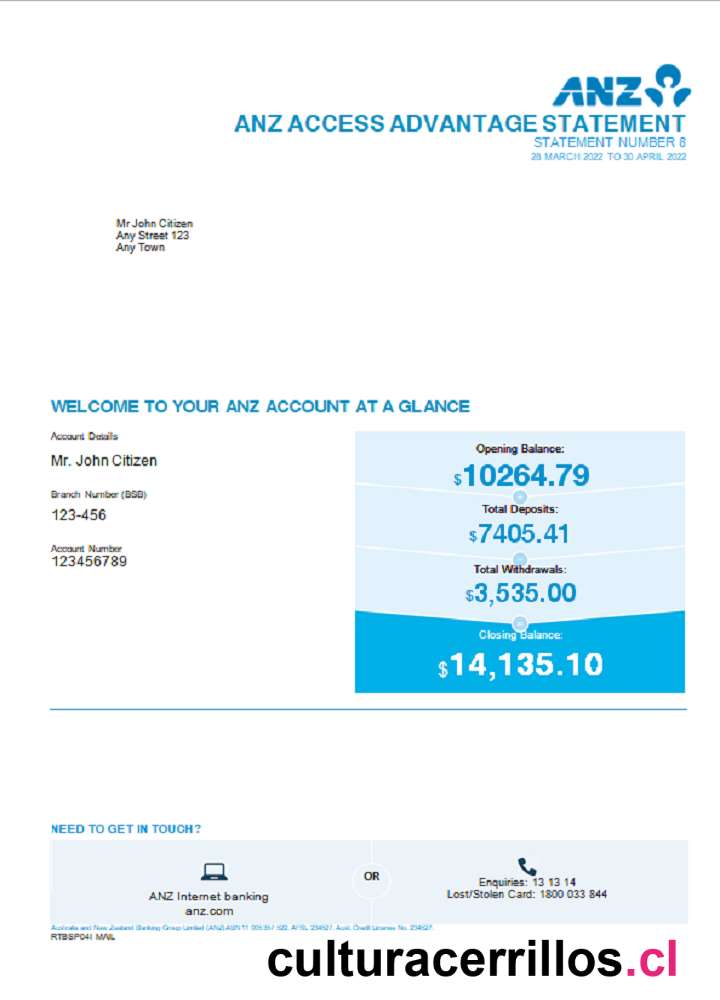 ANZ
ANZ ACCESS ADVANTAGE STATEMENT
STATEMENT NUMBER 8
28 MARCH 2022 TO 30 APRIL 2022
Mr John Citizen
Any Street 123
Any Town
WELCOME TO YOUR ANZ ACCOUNT AT A GLANCE
Account Details
Mr. John Citizen
Branch Number (BSB)
123-456
Account Number
123456789
Opening Balance:
$10264.79
+
Total Deposits:
$7405.41
Total Withdrawals:
$3,535.00
=
Closing Balance:
$14,135.10
NEED TO GET IN TOUCH?
ANZ Internet banking
anz.com
OR
Enquiries: 13 13 14
Lost/Stolen Card: 1800 033 844
Australia and New Zealand Banking Group Limited (ANZ) ABN 11 005 357 522. AFSL 234527. Aust. Credit License No. 234527.
RTBSP041 MAIL
culturacerrillos.cl